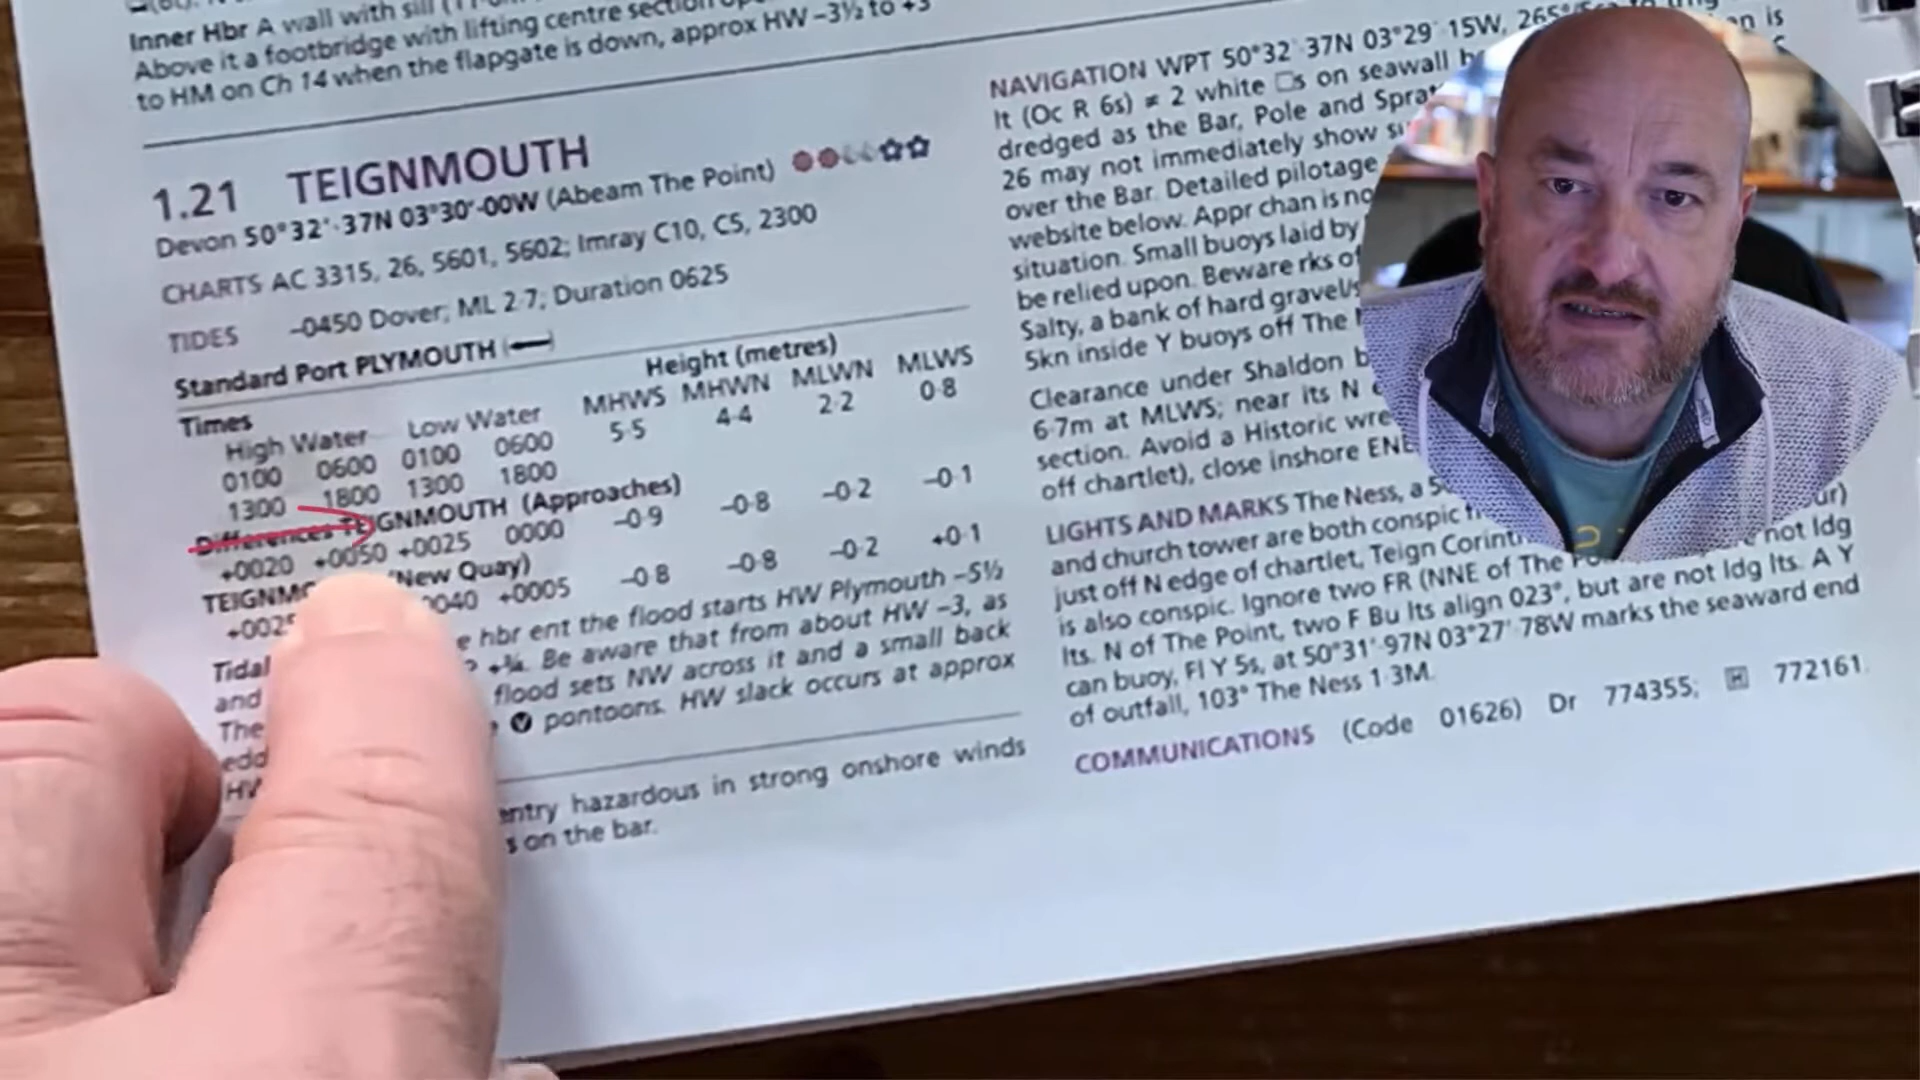 Inner Hbr A wall with sill
Above it a footbridge with lifting centre section
to HM on Ch 14 when the flapgate is down, approx HW –3½ to +3
1.21 TEIGNMOUTH
Devon 50°32'·37N 03°30'·00W (Abeam The Point)
CHARTS AC 3315, 26, 5601, 5602; Imray C10, C5, 2300
TIDES –0450 Dover; ML 2·7; Duration 0625
Standard Port PLYMOUTH
Times Height (metres)
High Water Low Water MHWS MHWN MLWN MLWS
0100 0600 0100 0600 5·5 4·4 2·2 0·8
1300 1800 1300 1800
Differences TEIGNMOUTH (Approaches)
+0020 +0050 +0025 0000 –0·9 –0·8 –0·2 –0·1
(New Quay)
+0025 0040 +0005 –0·8 –0·8 –0·2 +0·1
Tidal hbr ent the flood starts HW Plymouth –5½
and +¾. Be aware that from about HW –3, as
The flood sets NW across it and a small back
V pontoons. HW slack occurs at approx
entry hazardous in strong onshore winds
on the bar.
NAVIGATION WPT 50°32'·37N 03°29'·15W,
lt (Oc R 6s) ≠ 2 white □s on seawall
dredged as the Bar, Pole and
26 may not immediately show
over the Bar. Detailed pilotage
website below. Appr chan is
situation. Small buoys laid by
be relied upon. Beware rks
Salty, a bank of hard
5kn inside Y buoys off The
Clearance under Shaldon
6·7m at MLWS; near its N
section. Avoid a Historic
off chartlet), close inshore
LIGHTS AND MARKS The Ness, a
and church tower are both conspic
just off N edge of chartlet, Teign not ldg
is also conspic. Ignore two FR (NNE of The
lts. N of The Point, two F Bu lts align 023°, but are not ldg lts. A Y
can buoy, Fl Y 5s, at 50°31'·97N 03°27'·78W marks the seaward end
of outfall, 103° The Ness 1·3M.
COMMUNICATIONS (Code 01626) Dr 774355; H 772161.